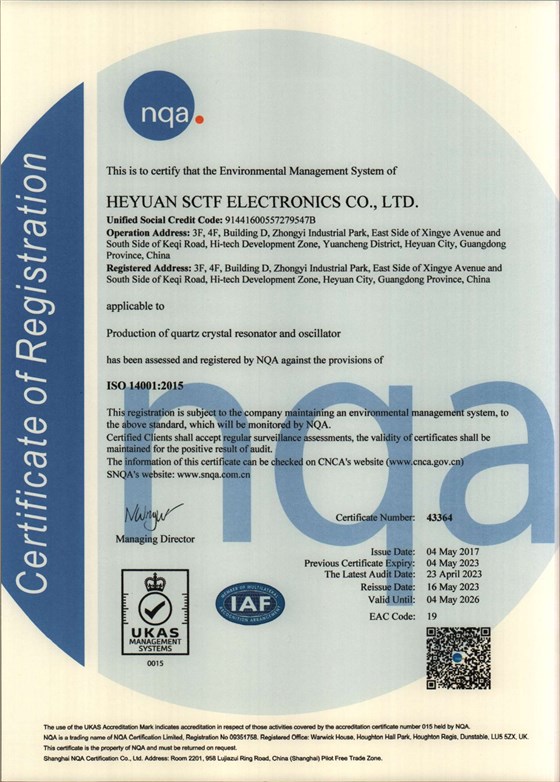 Certificate of Registration
nqa.
This is to certify that the Environmental Management System of
HEYUAN SCTF ELECTRONICS CO., LTD.
Unified Social Credit Code: 91441600557279547B
Operation Address: 3F, 4F, Building D, Zhongyi Industrial Park, East Side of Xingye Avenue and
South Side of Keqi Road, Hi-tech Development Zone, Yuancheng District, Heyuan City, Guangdong
Province, China
Registered Address: 3F, 4F, Building D, Zhongyi Industrial Park, East Side of Xingye Avenue and
South Side of Keqi Road, Hi-tech Development Zone, Heyuan City, Guangdong Province, China
applicable to
Production of quartz crystal resonator and oscillator
has been assessed and registered by NQA against the provisions of
ISO 14001:2015
nqa
This registration is subject to the company maintaining an environmental management system, to
the above standard, which will be monitored by NQA.
Certified Clients shall accept regular surveillance assessments, the validity of certificates shall be
maintained for the positive result of audit.
The information of this certificate can be checked on CNCA's website (www.cnca.gov.cn)
SNQA's website: www.snqa.com.cn
Managing Director
Certificate Number: 43364
Issue Date: 04 May 2017
Previous Certificate Expiry: 04 May 2023
The Latest Audit Date: 23 April 2023
Reissue Date: 16 May 2023
Valid Until: 04 May 2026
EAC Code: 19
UKAS
MANAGEMENT
SYSTEMS
0015
MEMBER OF MULTILATERAL
IAF
RECOGNITION ARRANGEMENT
The use of the UKAS Accreditation Mark indicates accreditation in respect of those activities covered by the accreditation certificate number 015 held by NQA.
NQA is a trading name of NQA Certification Limited, Registration No 09351758. Registered Office: Warwick House, Houghton Hall Park, Houghton Regis, Dunstable, LU5 5ZX, UK.
This certificate is the property of NQA and must be returned on request.
Shanghai NQA Certification Co., Ltd. Address: Room 2201, 958 Lujiazui Ring Road, China (Shanghai) Pilot Free Trade Zone.